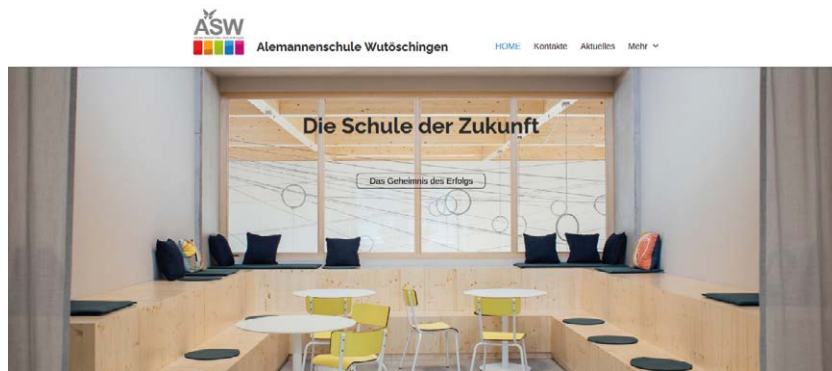 ASW
Alemannenschule Wutöschingen
HOME Kontakte Aktuelles Mehr
Die Schule der Zukunft
Das Geheimnis des Erfolgs